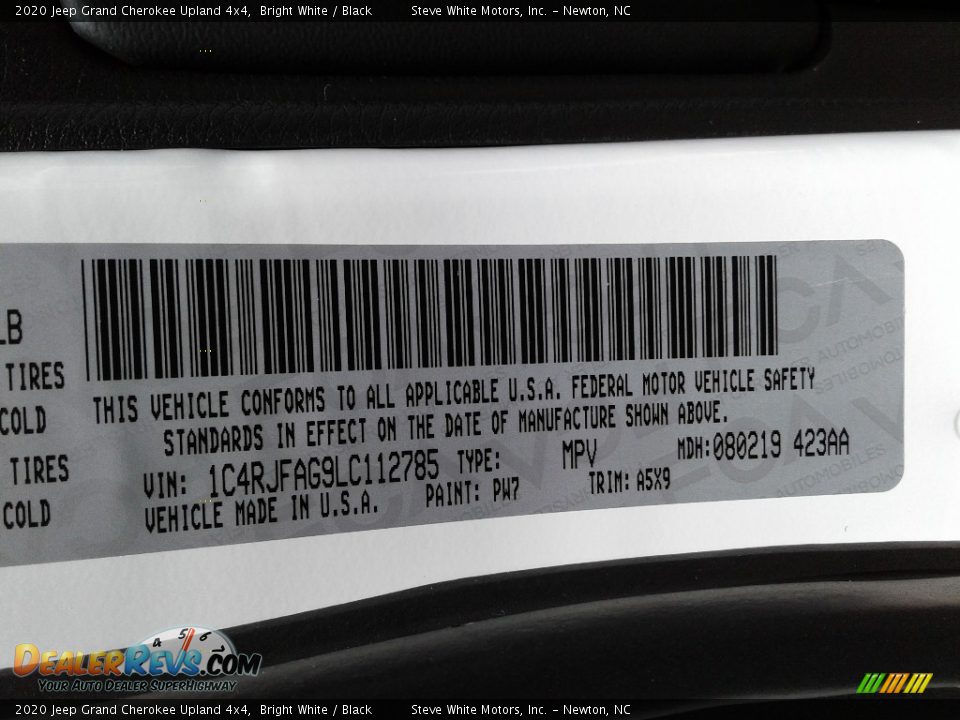 2020 Jeep Grand Cherokee Upland 4x4, Bright White / Black Steve White Motors, Inc. - Newton, NC
LB
TIRES
COLD
TIRES
COLD
THIS VEHICLE CONFORMS TO ALL APPLICABLE U.S.A. FEDERAL MOTOR VEHICLE SAFETY
STANDARDS IN EFFECT ON THE DATE OF MANUFACTURE SHOWN ABOVE.
VIN: 1C4RJFAG9LC112785 TYPE: MPV MDH:080219 423AA
VEHICLE MADE IN U.S.A. PAINT: PW7 TRIM: A5X9
4 5 6
DEALERREVS.COM
Your Auto Dealer SuperHighway
2020 Jeep Grand Cherokee Upland 4x4, Bright White / Black Steve White Motors, Inc. - Newton, NC